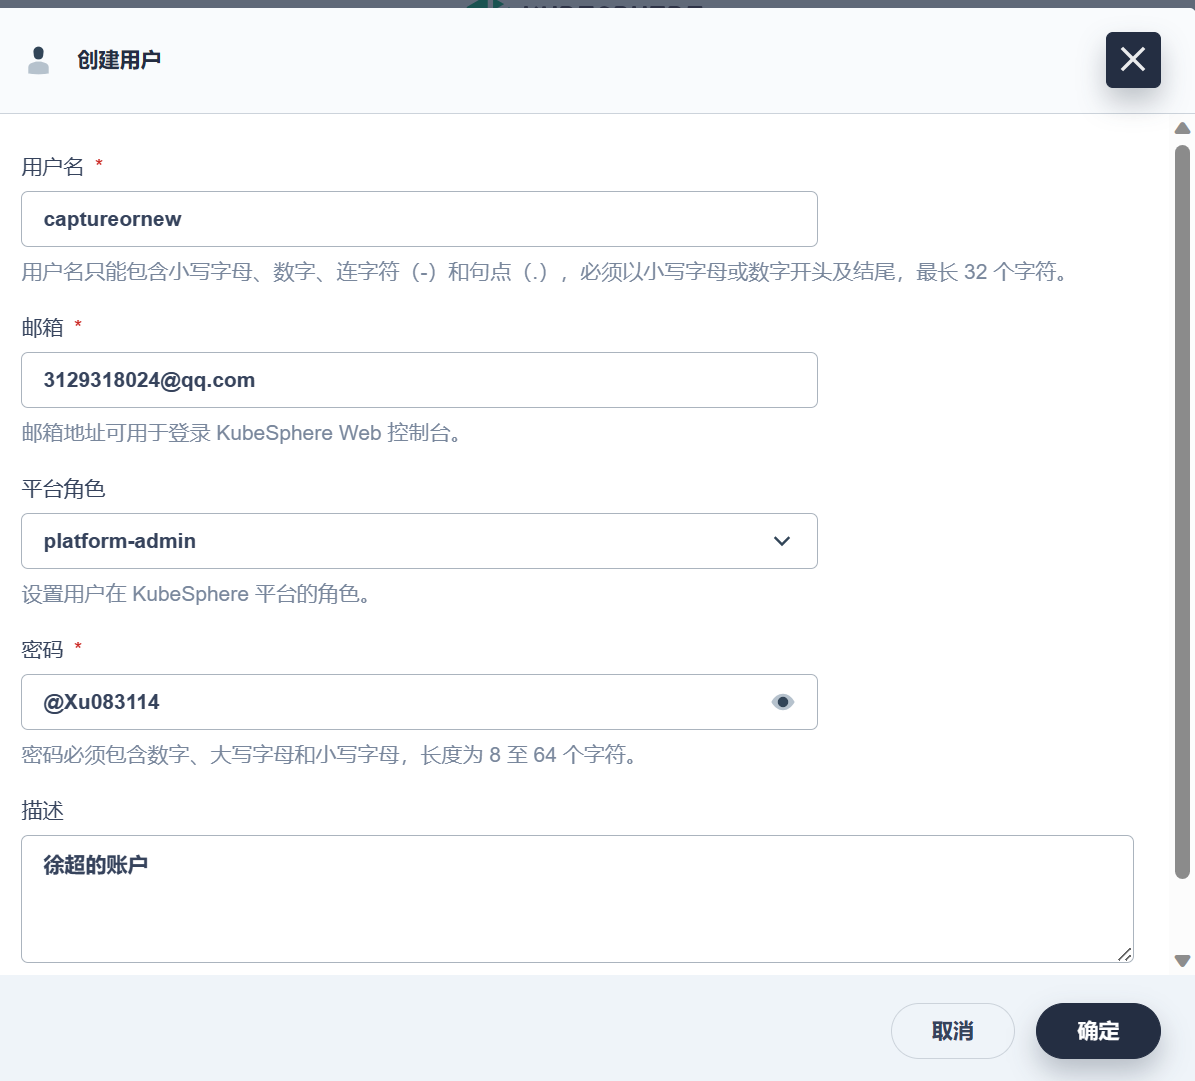 创建用户
用户名 *
captureornew
用户名只能包含小写字母、数字、连字符（-）和句点（.），必须以小写字母或数字开头及结尾，最长 32 个字符。
邮箱 *
3129318024@qq.com
邮箱地址可用于登录 KubeSphere Web 控制台。
平台角色
platform-admin
设置用户在 KubeSphere 平台的角色。
密码 *
@Xu083114
密码必须包含数字、大写字母和小写字母，长度为 8 至 64 个字符。
描述
徐超的账户
取消
确定